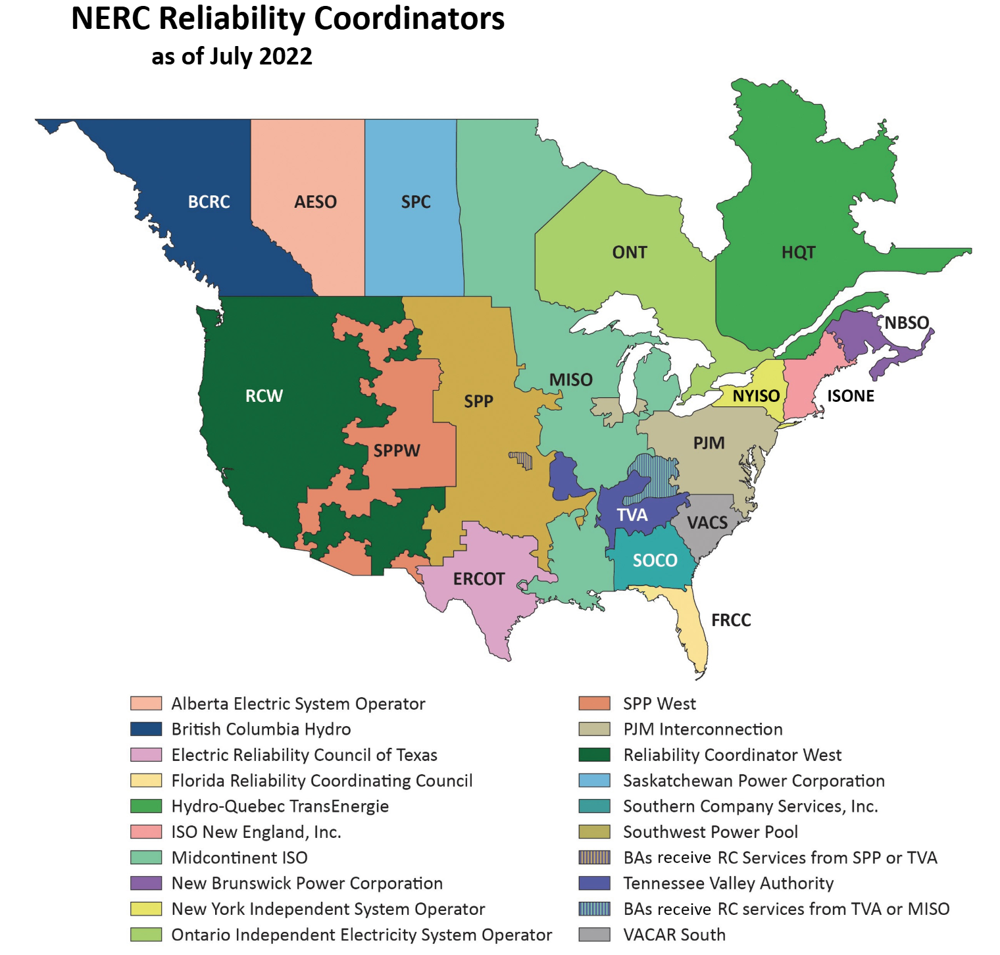 NERC Reliability Coordinators
as of July 2022
BCRC
AESO
SPC
ONT
HQT
NBSO
RCW
SPP
MISO
NYISO
ISONE
SPPW
PJM
TVA
VACS
SOCO
ERCOT
FRCC
Alberta Electric System Operator
British Columbia Hydro
Electric Reliability Council of Texas
Florida Reliability Coordinating Council
Hydro-Quebec TransEnergie
ISO New England, Inc.
Midcontinent ISO
New Brunswick Power Corporation
New York Independent System Operator
Ontario Independent Electricity System Operator
SPP West
PJM Interconnection
Reliability Coordinator West
Saskatchewan Power Corporation
Southern Company Services, Inc.
Southwest Power Pool
BAs receive RC Services from SPP or TVA
Tennessee Valley Authority
BAs receive RC services from TVA or MISO
VACAR South